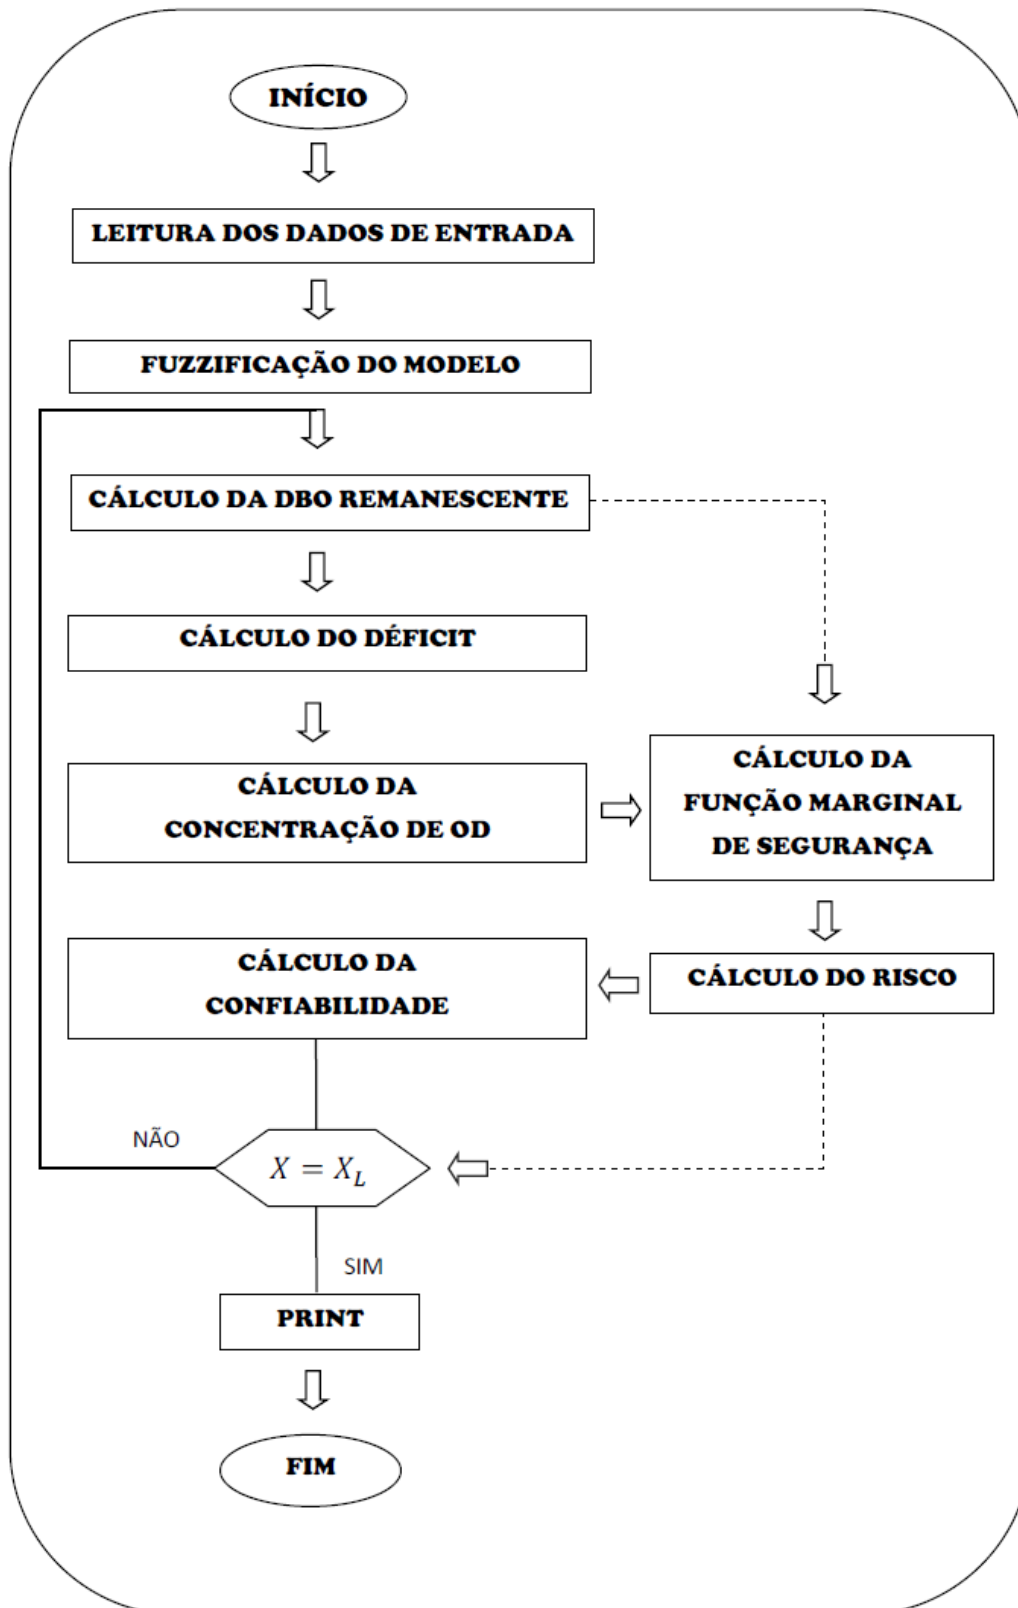 INÍCIO
LEITURA DOS DADOS DE ENTRADA
FUZZIFICAÇÃO DO MODELO
CÁLCULO DA DBO REMANESCENTE
CÁLCULO DO DÉFICIT
CÁLCULO DA
CONCENTRAÇÃO DE OD
CÁLCULO DA
FUNÇÃO MARGINAL
DE SEGURANÇA
CÁLCULO DO RISCO
CÁLCULO DA
CONFIABILIDADE
NÃO
X = X_L
SIM
PRINT
FIM